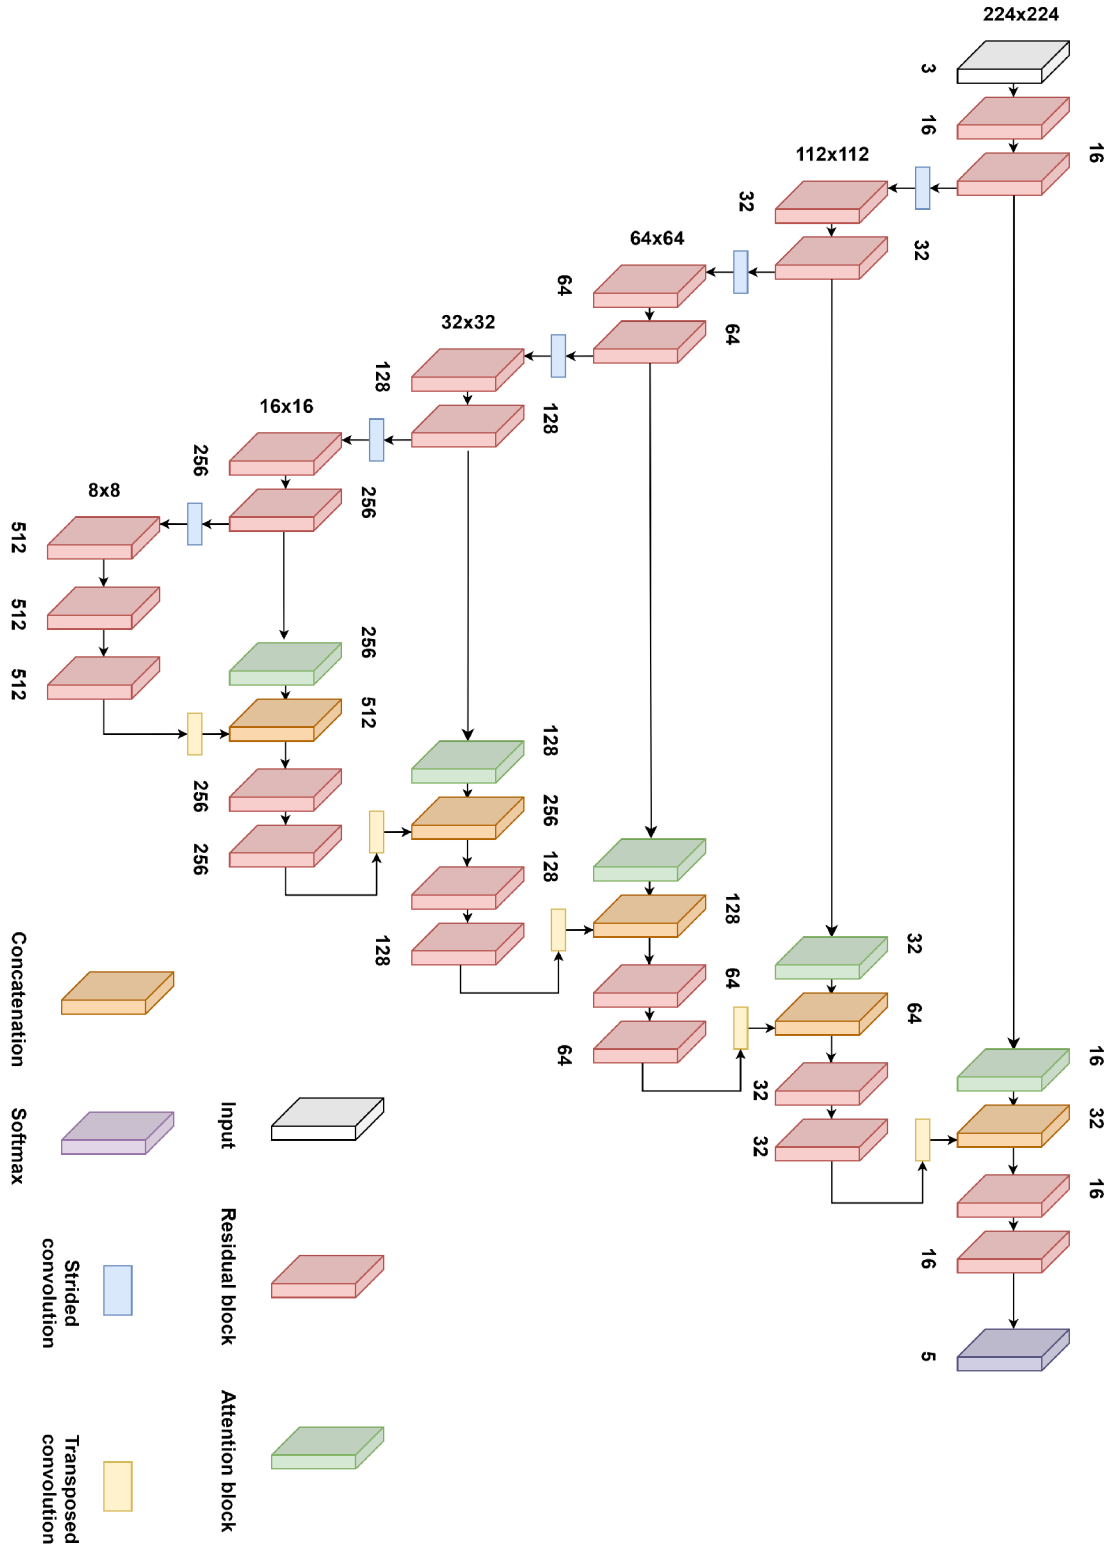 224x224
3
16
16
112x112
32
32
64x64
64
64
32x32
128
128
16x16
256
256
8x8
512
512
512
256
512
256
256
128
256
128
128
128
64
64
32
64
32
32
16
32
16
16
5
Concatenation
Softmax
Strided
convolution
Transposed
convolution
Input
Residual block
Attention block